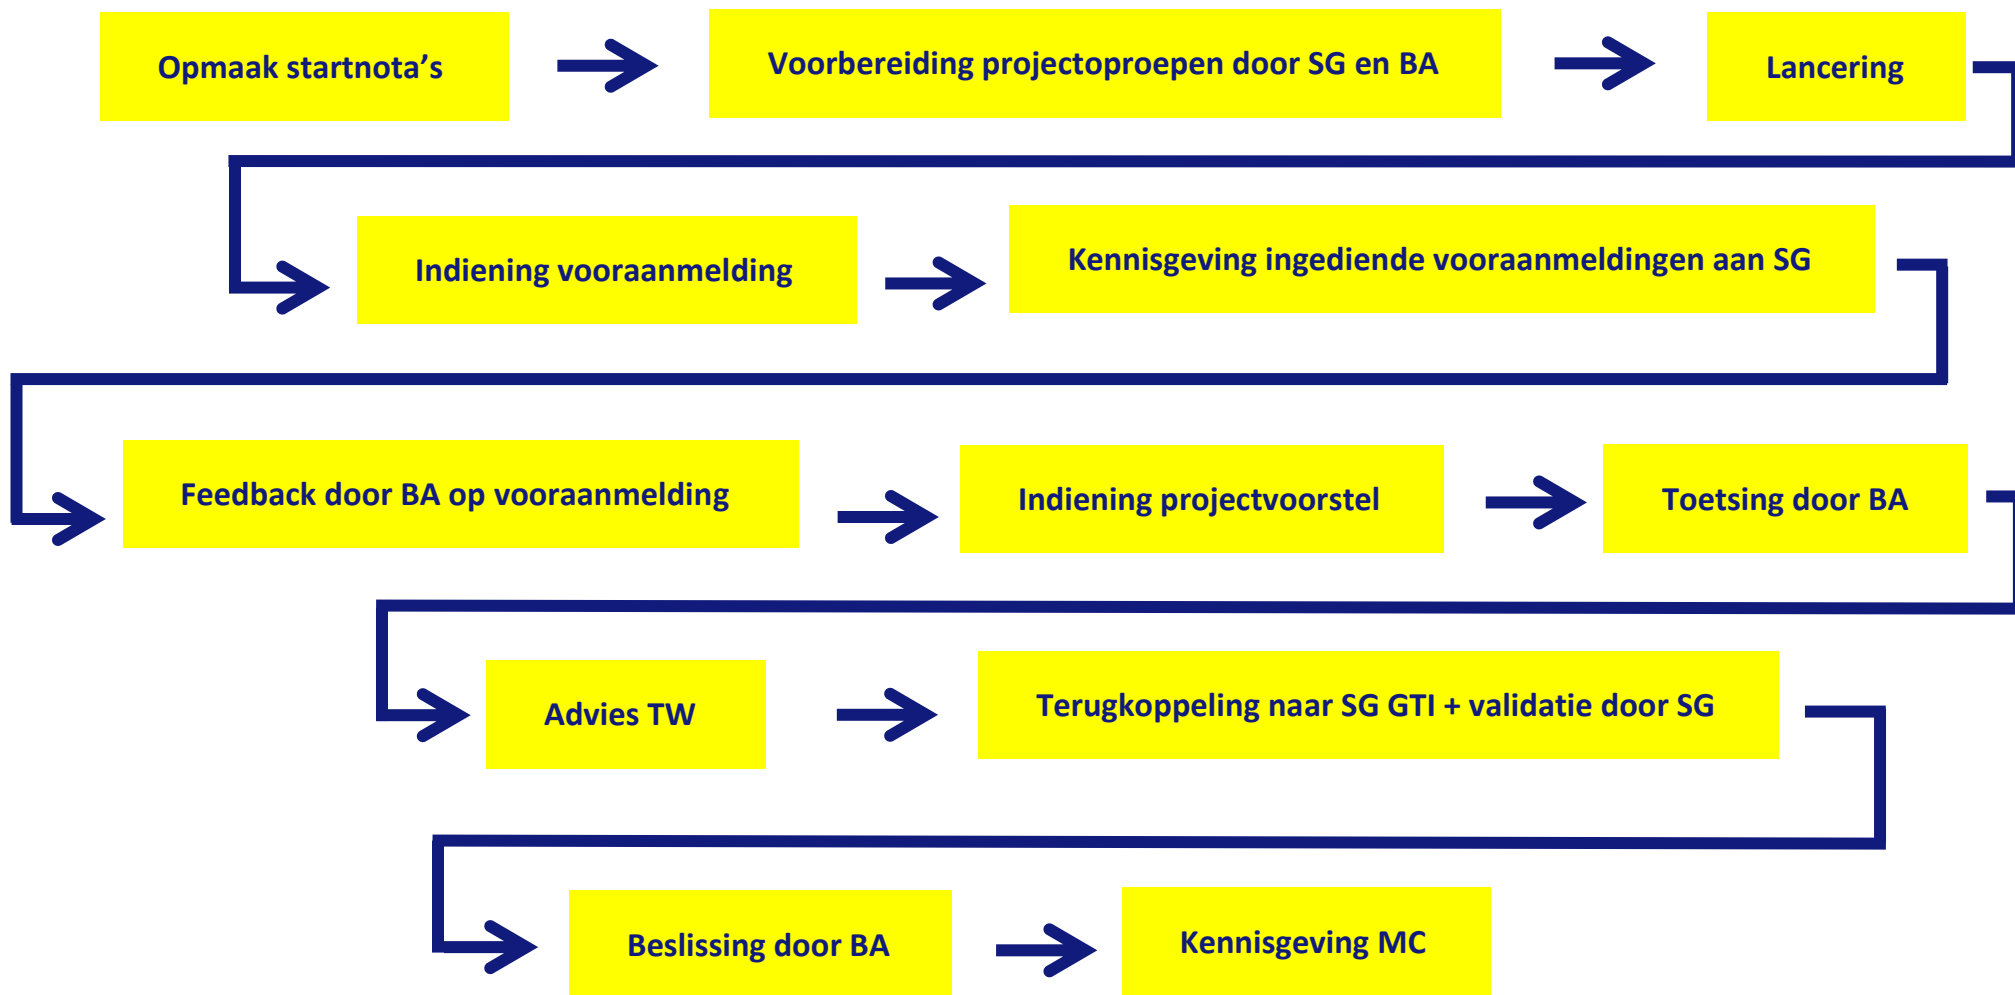 Opmaak startnota’s
Voorbereiding projectoproepen door SG en BA
Lancering
Indiening vooraanmelding
Kennisgeving ingediende vooraanmeldingen aan SG
Feedback door BA op vooraanmelding
Indiening projectvoorstel
Toetsing door BA
Advies TW
Terugkoppeling naar SG GTI + validatie door SG
Beslissing door BA
Kennisgeving MC